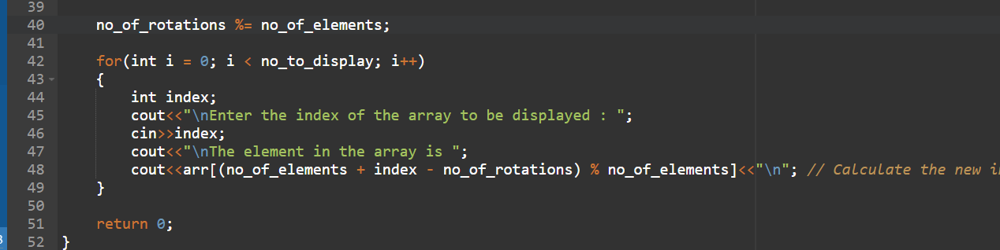 39
40 no_of_rotations %= no_of_elements;
41
42 for(int i = 0; i < no_to_display; i++)
43 {
44 int index;
45 cout<<"\nEnter the index of the array to be displayed : ";
46 cin>>index;
47 cout<<"\nThe element in the array is ";
48 cout<<arr[(no_of_elements + index - no_of_rotations) % no_of_elements]<<"\n"; // Calculate the new
49 }
50
51 return 0;
52 }